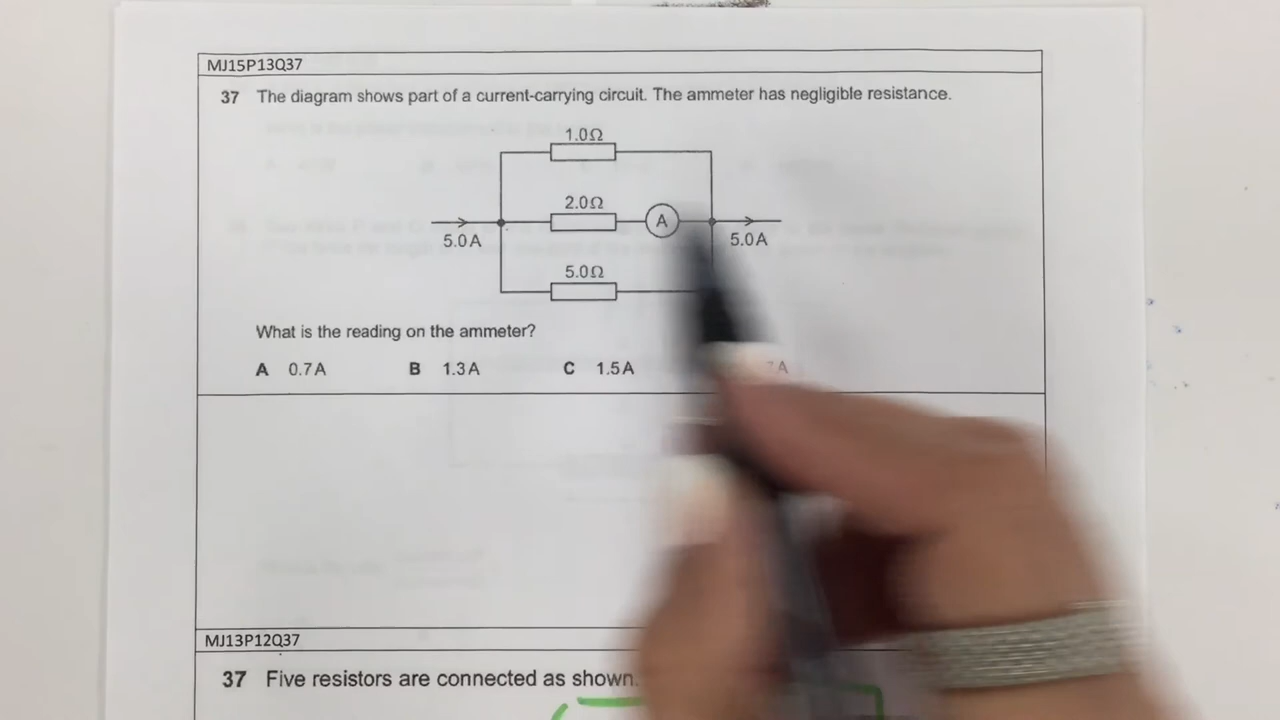 MJ15P13Q37
37 The diagram shows part of a current-carrying circuit. The ammeter has negligible resistance.
1.0Ω
2.0Ω
A
5.0A
5.0A
5.0Ω
What is the reading on the ammeter?
A 0.7A B 1.3A C 1.5A
MJ13P12Q37
37 Five resistors are connected as shown.